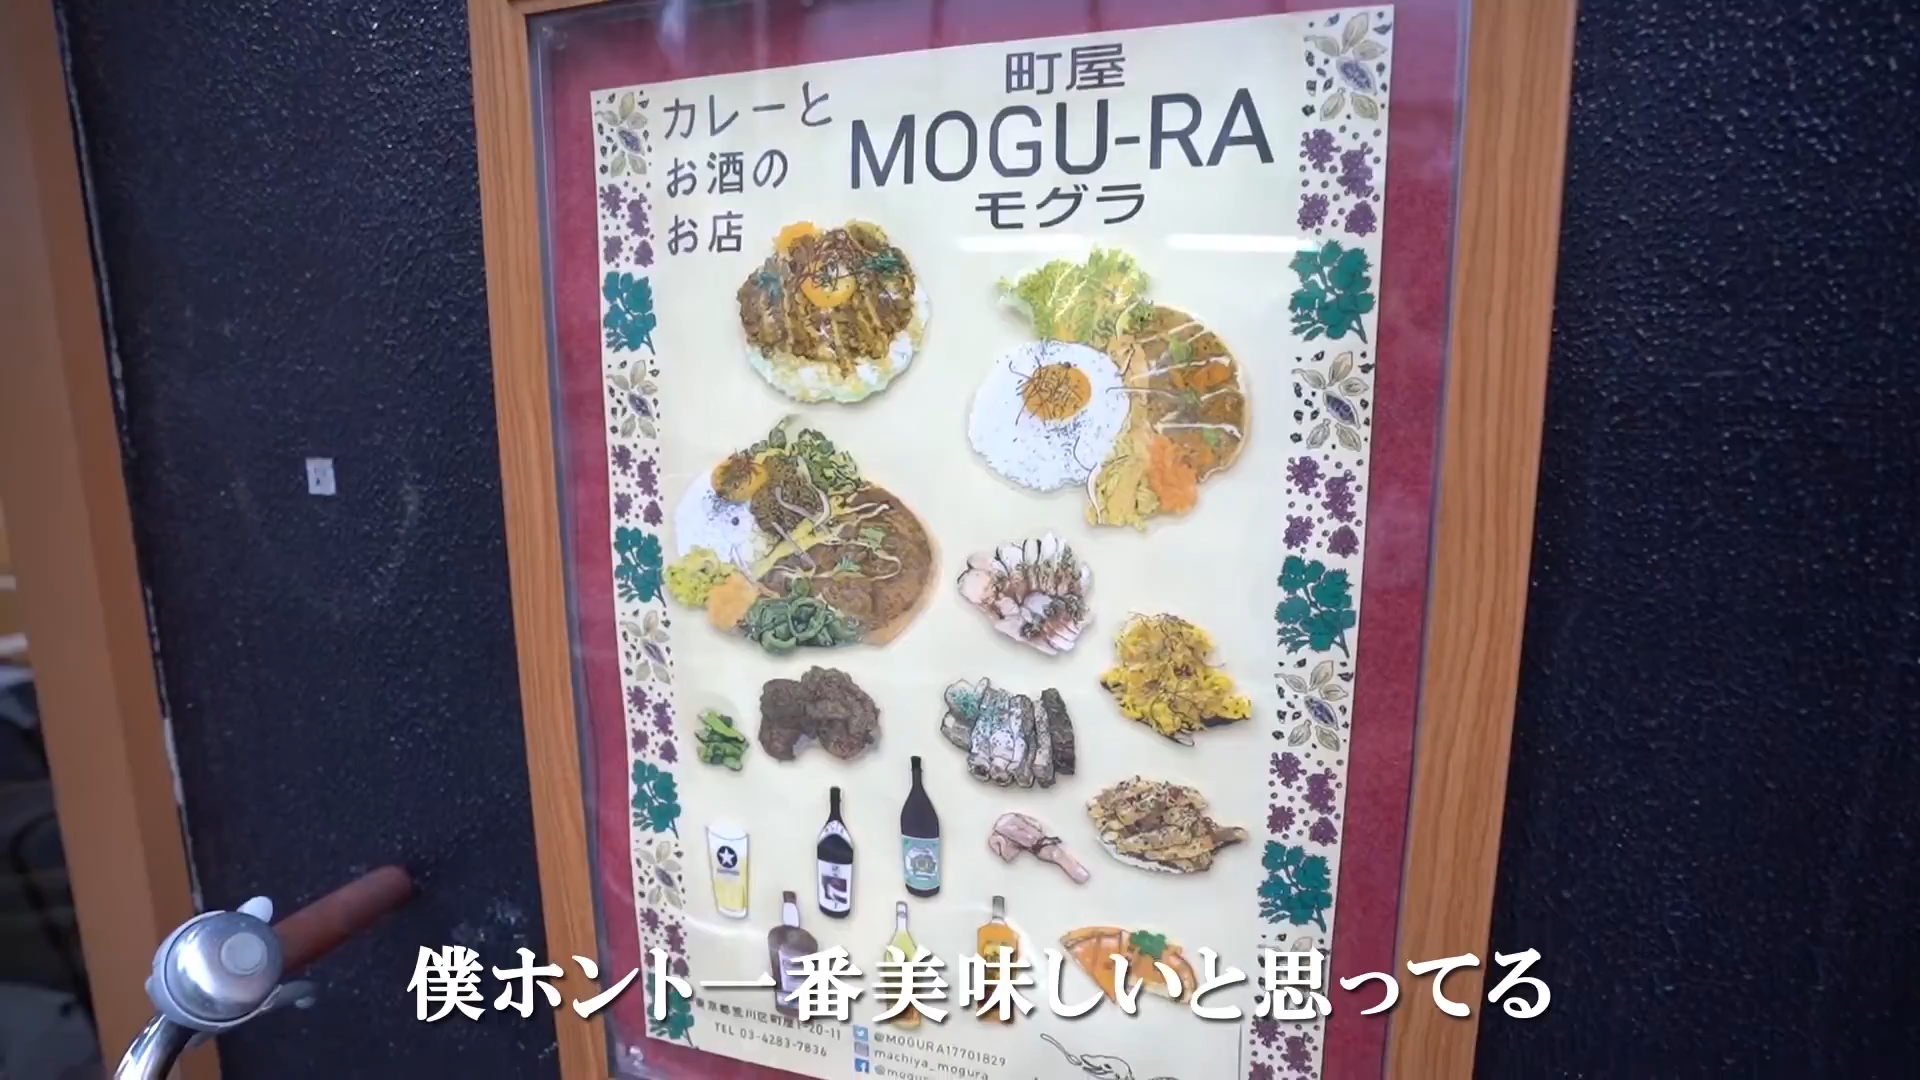 カレーと
お酒の
お店
町屋
MOGU-RA
モグラ
僕ホント一番美味しいと思ってる
東京都荒川区町屋1-20-11
TEL 03-4283-7836
@MOGURA17701829
machiya_mogura